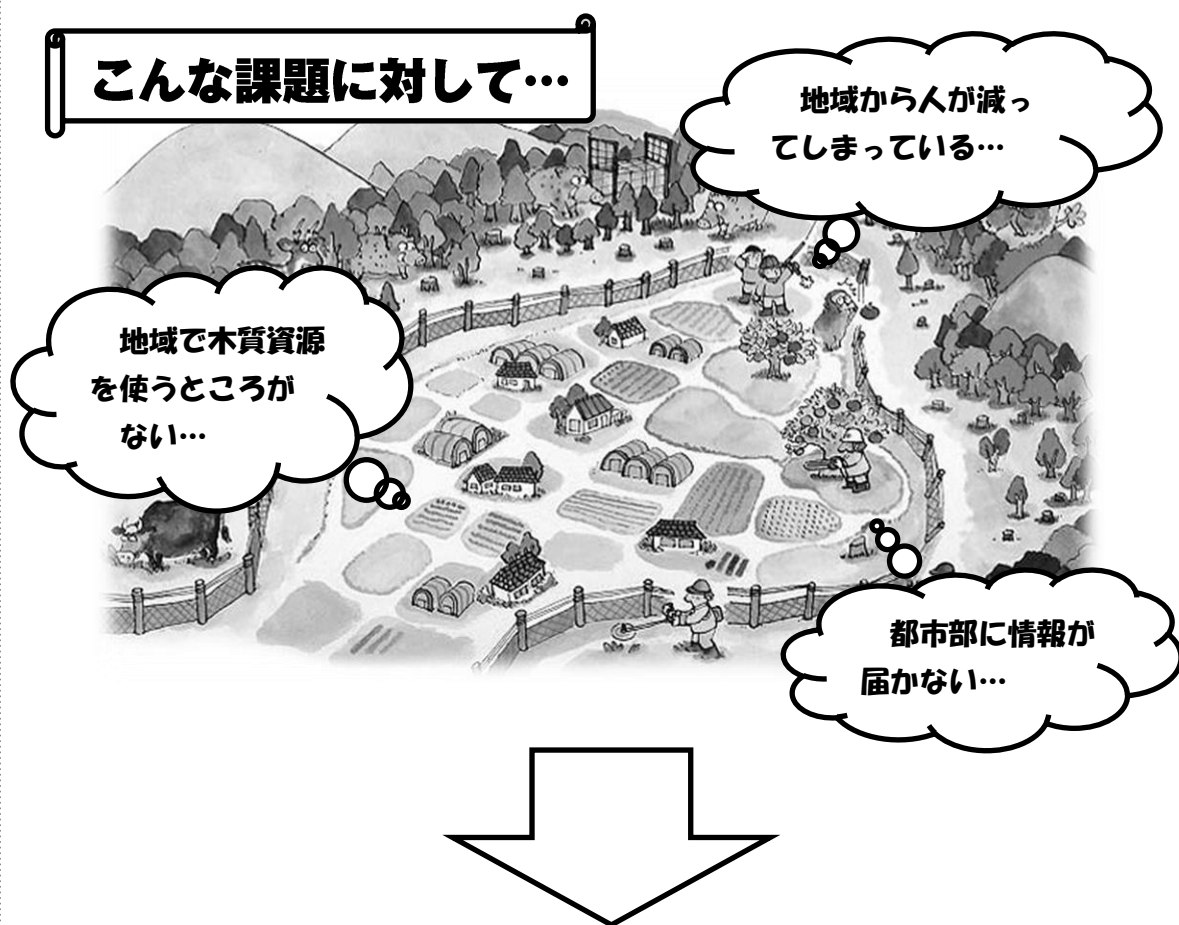 こんな課題に対して…
地域から人が減っ
てしまっている…
地域で木質資源
を使うところが
ない…
都市部に情報が
届かない…